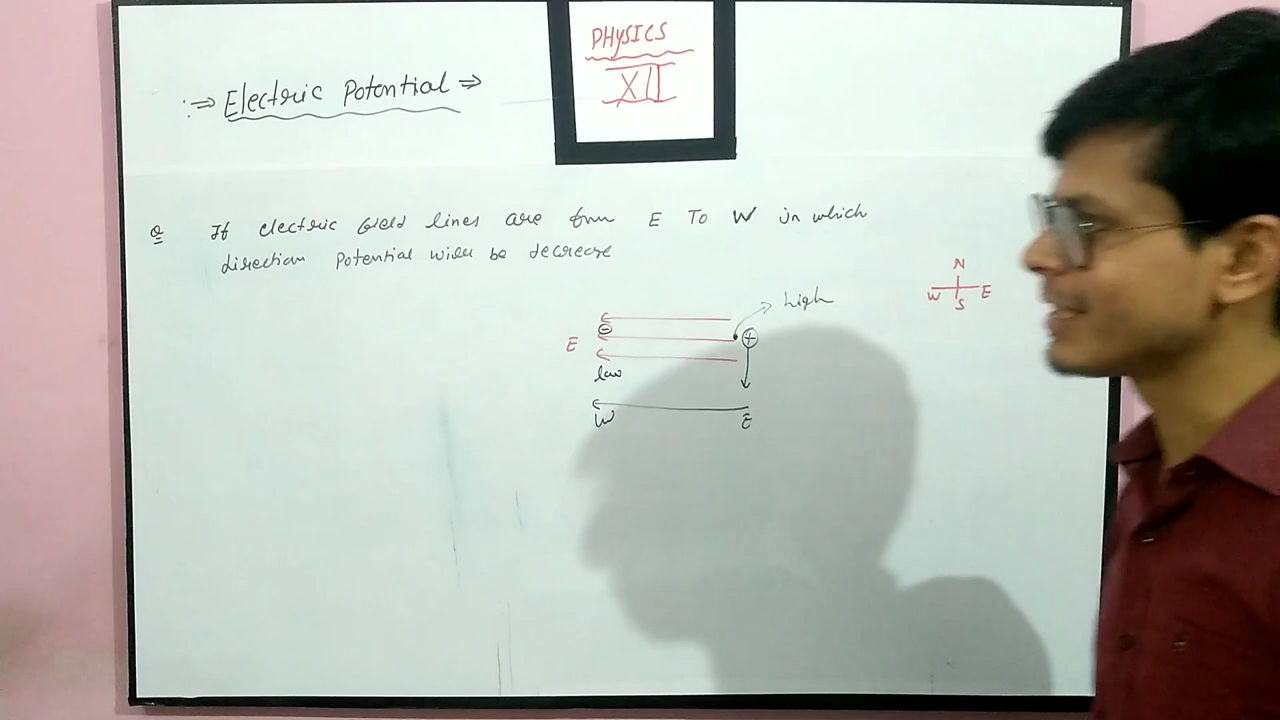 PHYSICS
XII
:⇒ Electric Potential ⇒
Q If electric field lines are from E To W in which
direction Potential will be decrease
N
W E
S
high
⊖ ⊕
E
low
W E